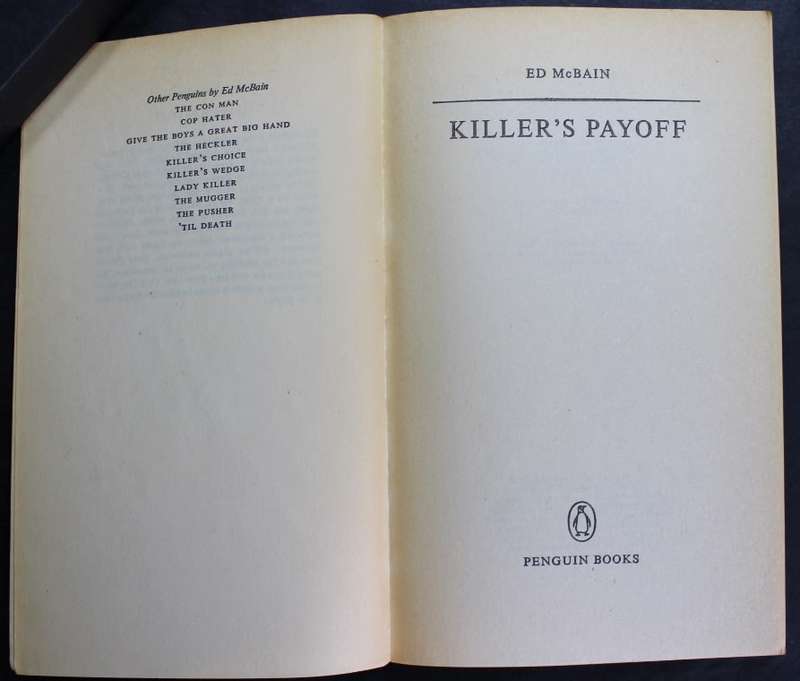 Other Penguins by Ed McBain
THE CON MAN
COP HATER
GIVE THE BOYS A GREAT BIG HAND
THE HECKLER
KILLER'S CHOICE
KILLER'S WEDGE
LADY KILLER
THE MUGGER
THE PUSHER
'TIL DEATH
ED McBAIN
KILLER'S PAYOFF
PENGUIN BOOKS